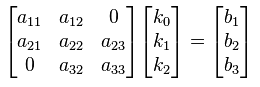 a11 a12 0 k0 b1
a21 a22 a23 k1 = b2
0 a32 a33 k2 b3